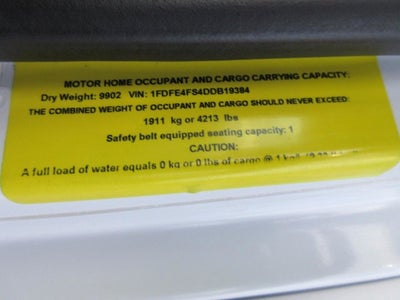 MOTOR HOME OCCUPANT AND CARGO CARRYING CAPACITY:
Dry Weight: 9902 VIN: 1FDFE4FS4DDB19384
THE COMBINED WEIGHT OF OCCUPANT AND CARGO SHOULD NEVER EXCEED:
1911 kg or 4213 lbs
Safety belt equipped seating capacity: 1
CAUTION:
A full load of water equals 0 kg or 0 lbs of cargo @ 1 kg/L